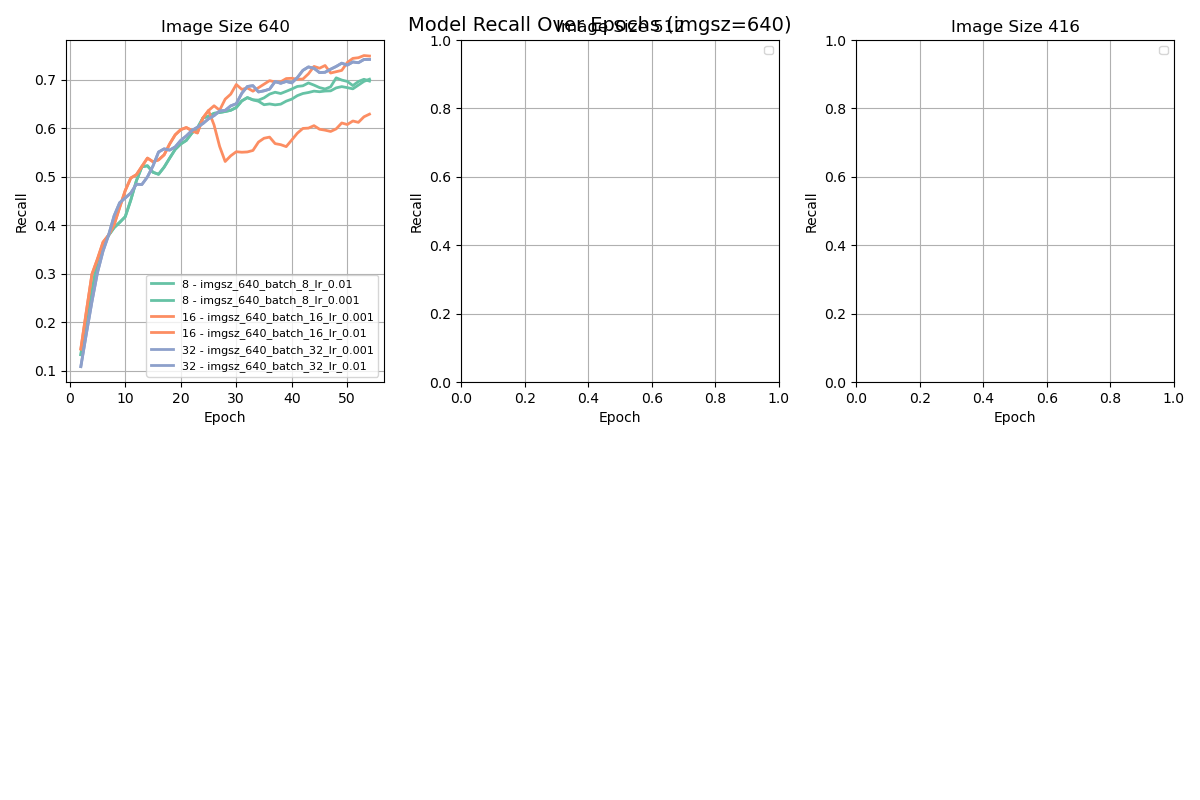 Model Recall Over Epochs (imgsz=640)
Image Size 640
Image Size 512
Image Size 416
Recall
0.7
0.6
0.5
0.4
0.3
0.2
0.1
8 - imgsz_640_batch_8_lr_0.01
8 - imgsz_640_batch_8_lr_0.001
16 - imgsz_640_batch_16_lr_0.001
16 - imgsz_640_batch_16_lr_0.01
32 - imgsz_640_batch_32_lr_0.001
32 - imgsz_640_batch_32_lr_0.01
0 10 20 30 40 50
Epoch
Recall
1.0
0.8
0.6
0.4
0.2
0.0
0.0 0.2 0.4 0.6 0.8 1.0
Epoch
Recall
1.0
0.8
0.6
0.4
0.2
0.0
0.0 0.2 0.4 0.6 0.8 1.0
Epoch